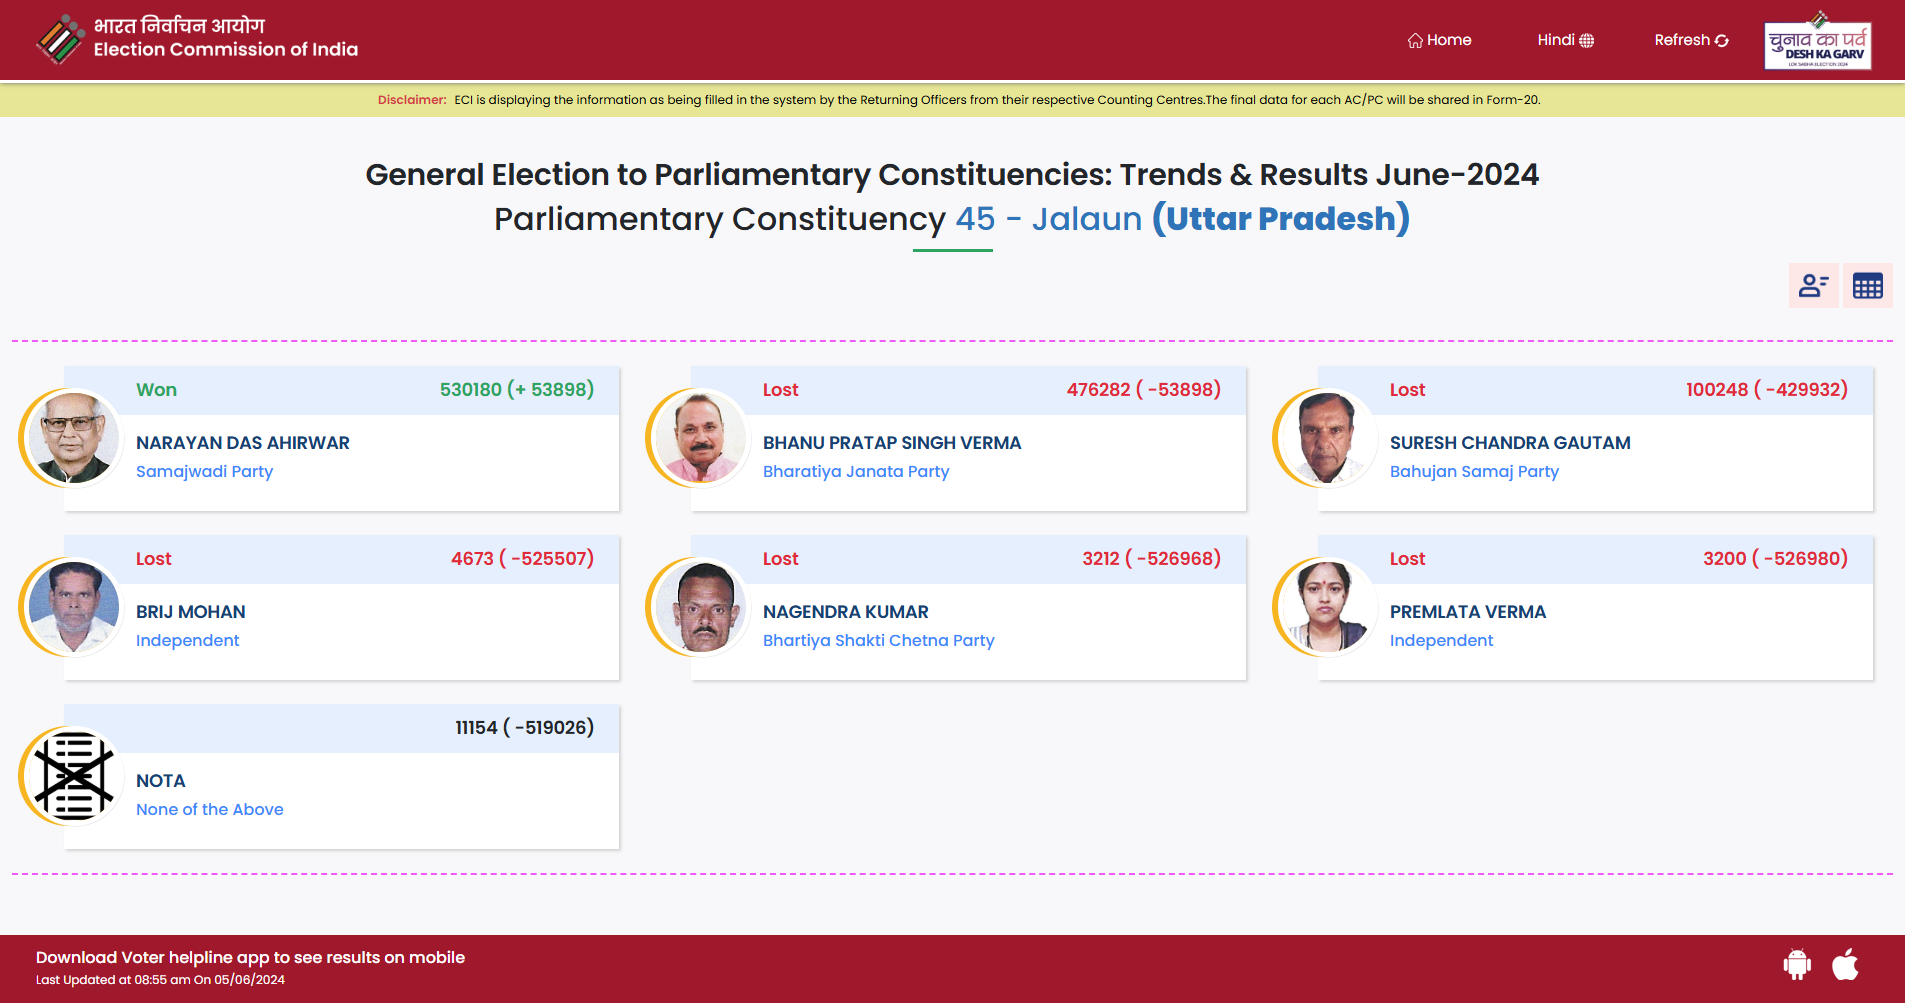 भारत निर्वाचन आयोग
Election Commission of India
Home
Hindi
Refresh
चुनाव का पर्व
DESH KA GARV
LOK SABHA ELECTION 2024
Disclaimer: ECI is displaying the information as being filled in the system by the Returning Officers from their respective Counting Centres.The final data for each AC/PC will be shared in Form-20.
General Election to Parliamentary Constituencies: Trends & Results June-2024
Parliamentary Constituency 45 - Jalaun (Uttar Pradesh)
Won 530180 (+ 53898)
NARAYAN DAS AHIRWAR
Samajwadi Party
Lost 476282 ( -53898)
BHANU PRATAP SINGH VERMA
Bharatiya Janata Party
Lost 100248 ( -429932)
SURESH CHANDRA GAUTAM
Bahujan Samaj Party
Lost 4673 ( -525507)
BRIJ MOHAN
Independent
Lost 3212 ( -526968)
NAGENDRA KUMAR
Bhartiya Shakti Chetna Party
Lost 3200 ( -526980)
PREMLATA VERMA
Independent
11154 ( -519026)
NOTA
None of the Above
Download Voter helpline app to see results on mobile
Last Updated at 08:55 am On 05/06/2024